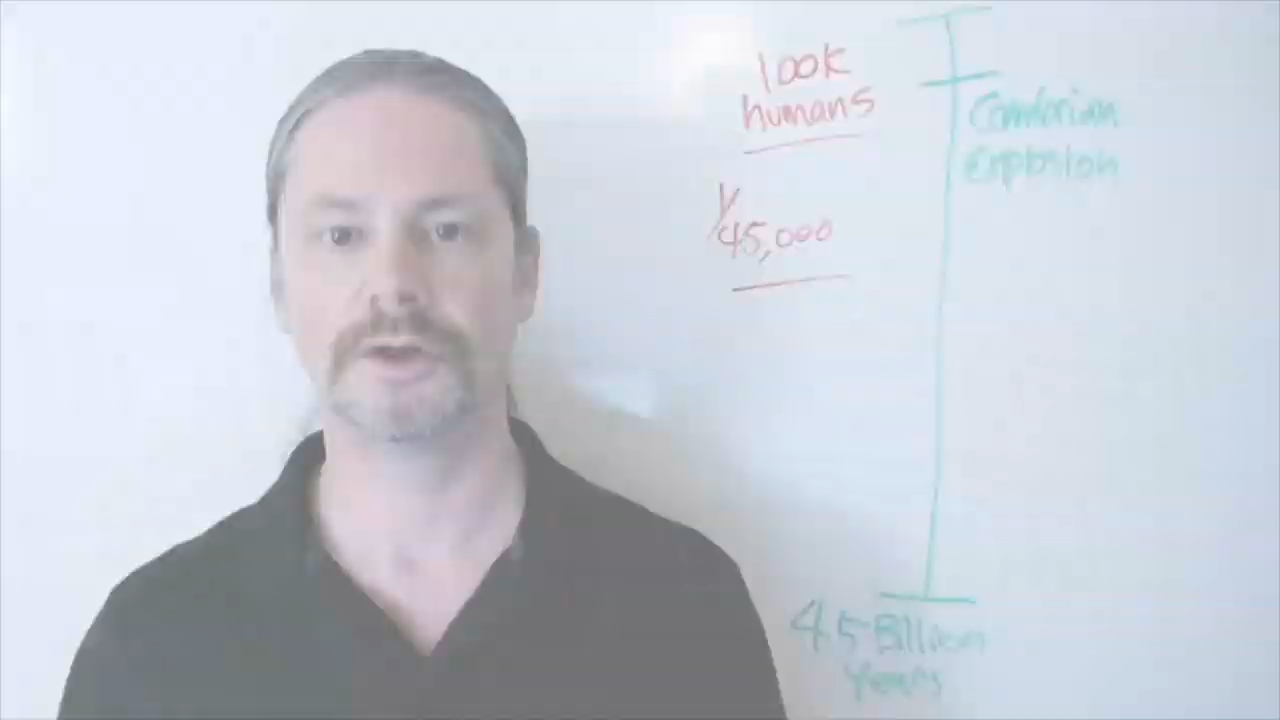 100K
humans
1/45,000
Cambrian
Explosion
4.5 Billion
Years